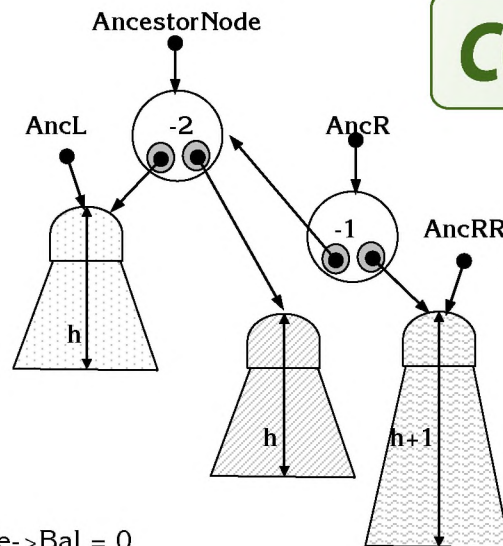 AncestorNode
C
-2
AncL
AncR
-1
AncRR
h
h
h+1
e->Bal = 0